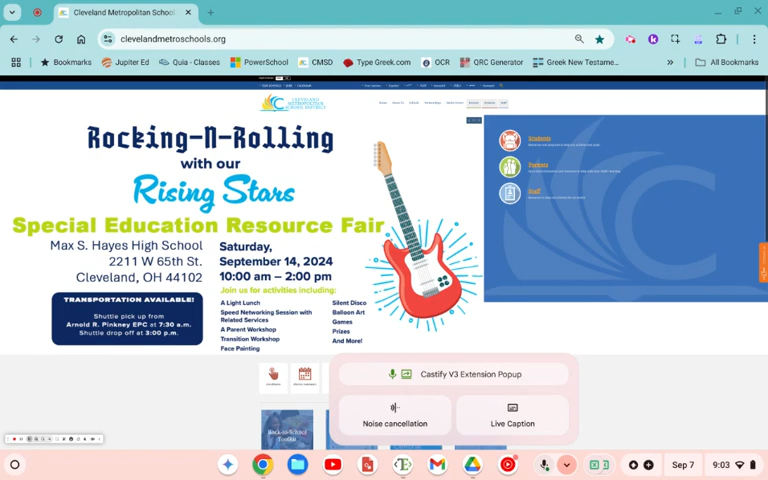 Cleveland Metropolitan School
clevelandmetroschools.org
Bookmarks
Jupiter Ed
Quia - Classes
PowerSchool
CMSD
Type Greek.com
OCR
QRC Generator
Greek New Testame...
»
All Bookmarks
CLEVELAND
METROPOLITAN
SCHOOL DISTRICT
Rocking-N-Rolling
with our
Rising Stars
Special Education Resource Fair
Max S. Hayes High School
2211 W 65th St.
Cleveland, OH 44102
Saturday,
September 14, 2024
10:00 am – 2:00 pm
TRANSPORTATION AVAILABLE!
Shuttle pick up from
Arnold R. Pinkney EPC at 7:30 a.m.
Shuttle drop off at 3:00 p.m.
Join us for activities including:
A Light Lunch
Speed Networking Session with
Related Services
A Parent Workshop
Transition Workshop
Face Painting
Silent Disco
Balloon Art
Games
Prizes
And More!
Students
Parents
Staff
Castify V3 Extension Popup
Noise cancellation
Live Caption
Back-to-School
Toolkit
Sep 7
9:03